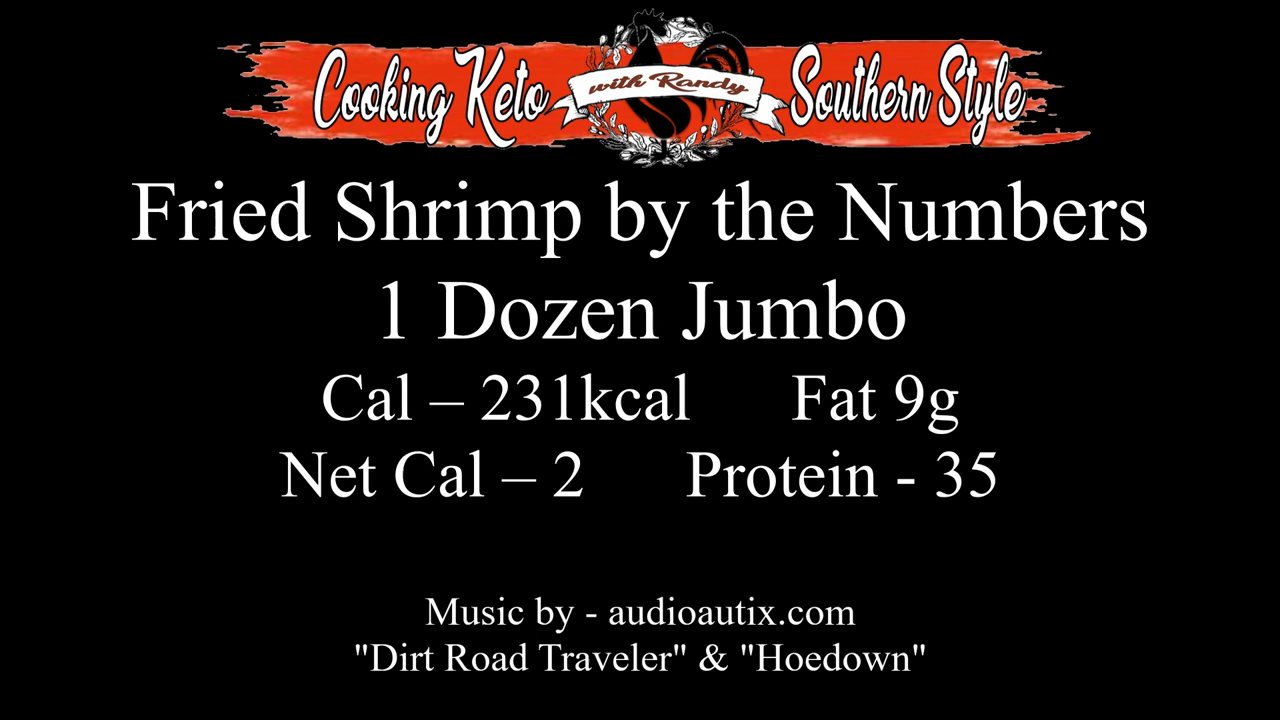 Cooking Keto with Randy Southern Style
Fried Shrimp by the Numbers
1 Dozen Jumbo
Cal – 231kcal Fat 9g
Net Cal – 2 Protein - 35
Music by - audioautix.com
"Dirt Road Traveler" & "Hoedown"